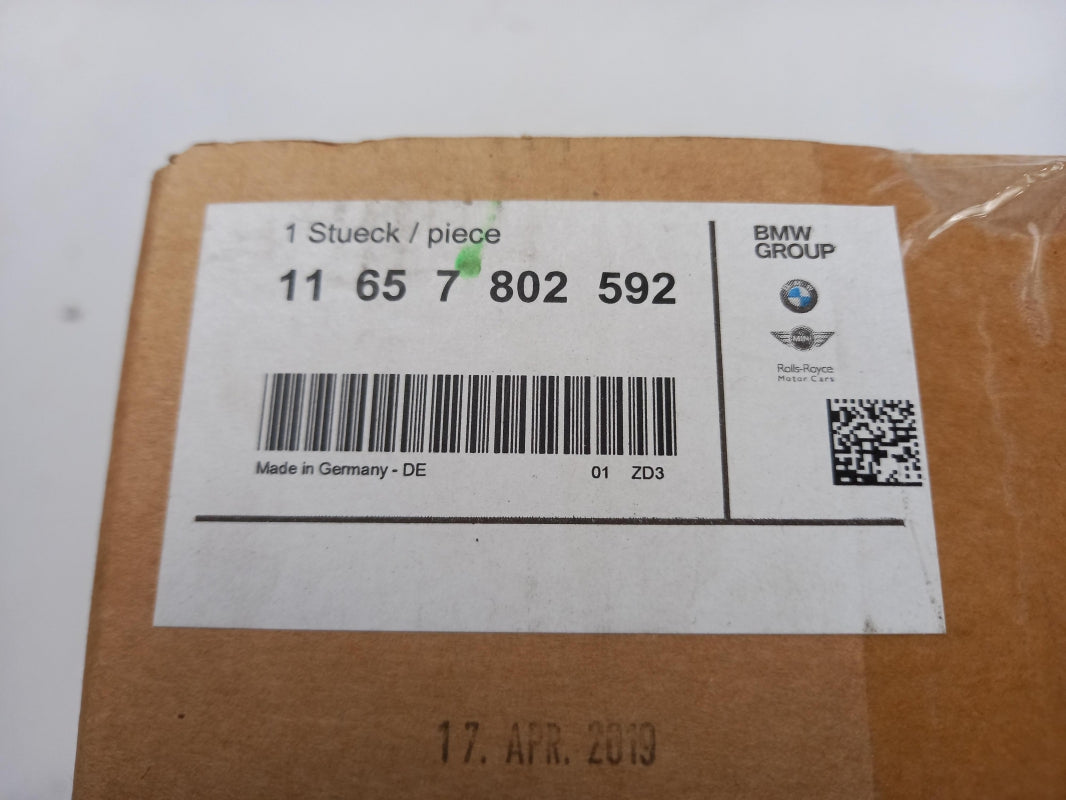 1 Stueck / piece
11 65 7 802 592
Made in Germany - DE
01 ZD3
BMW
GROUP
MINI
Rolls-Royce
Motor Cars
17. APR. 2019